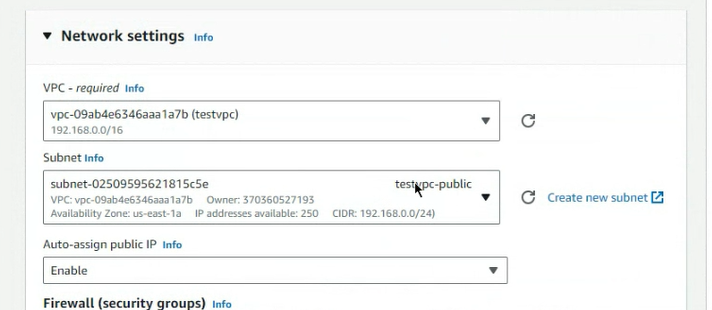 Network settings Info
VPC - required Info
vpc-09ab4e6346aaa1a7b (testvpc)
192.168.0.0/16
Subnet Info
subnet-02509595621815c5e testvpc-public
VPC: vpc-09ab4e6346aaa1a7b Owner: 370360527193
Availability Zone: us-east-1a IP addresses available: 250 CIDR: 192.168.0.0/24)
Create new subnet
Auto-assign public IP Info
Enable
Firewall (security groups) Info